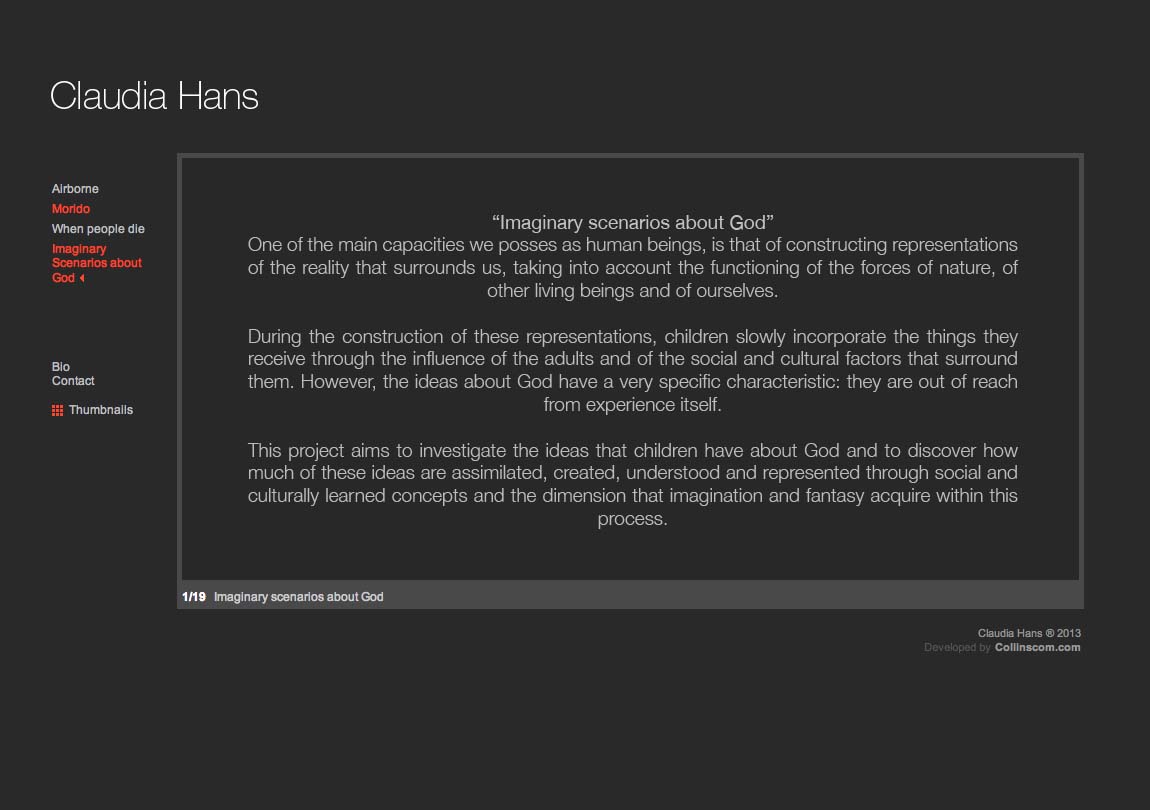 Claudia Hans
Airborne
Morido
When people die
Imaginary
Scenarios about
God
Bio
Contact
Thumbnails
“Imaginary scenarios about God”
One of the main capacities we posses as human beings, is that of constructing representations
of the reality that surrounds us, taking into account the functioning of the forces of nature, of
other living beings and of ourselves.
During the construction of these representations, children slowly incorporate the things they
receive through the influence of the adults and of the social and cultural factors that surround
them. However, the ideas about God have a very specific characteristic: they are out of reach
from experience itself.
This project aims to investigate the ideas that children have about God and to discover how
much of these ideas are assimilated, created, understood and represented through social and
culturally learned concepts and the dimension that imagination and fantasy acquire within this
process.
1/19 Imaginary scenarios about God
Claudia Hans ® 2013
Developed by Collinscom.com